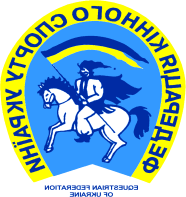 ФЕДЕРАЦІЯ КІННОГО СПОРТУ УКРАЇНИ
EQUESTRIAN FEDERATION
OF UKRAINE